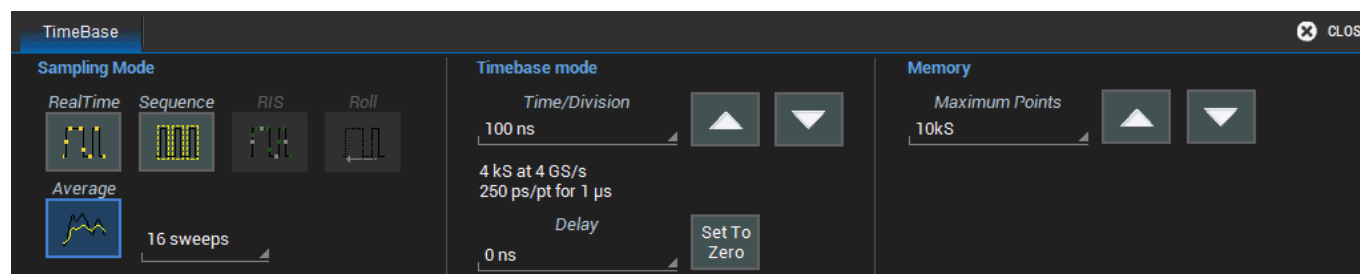 TimeBase
CLOS
Sampling Mode
RealTime Sequence RIS Roll
Average
16 sweeps
Timebase mode
Time/Division
100 ns
4 kS at 4 GS/s
250 ps/pt for 1 µs
Delay
0 ns
Set To
Zero
Memory
Maximum Points
10kS